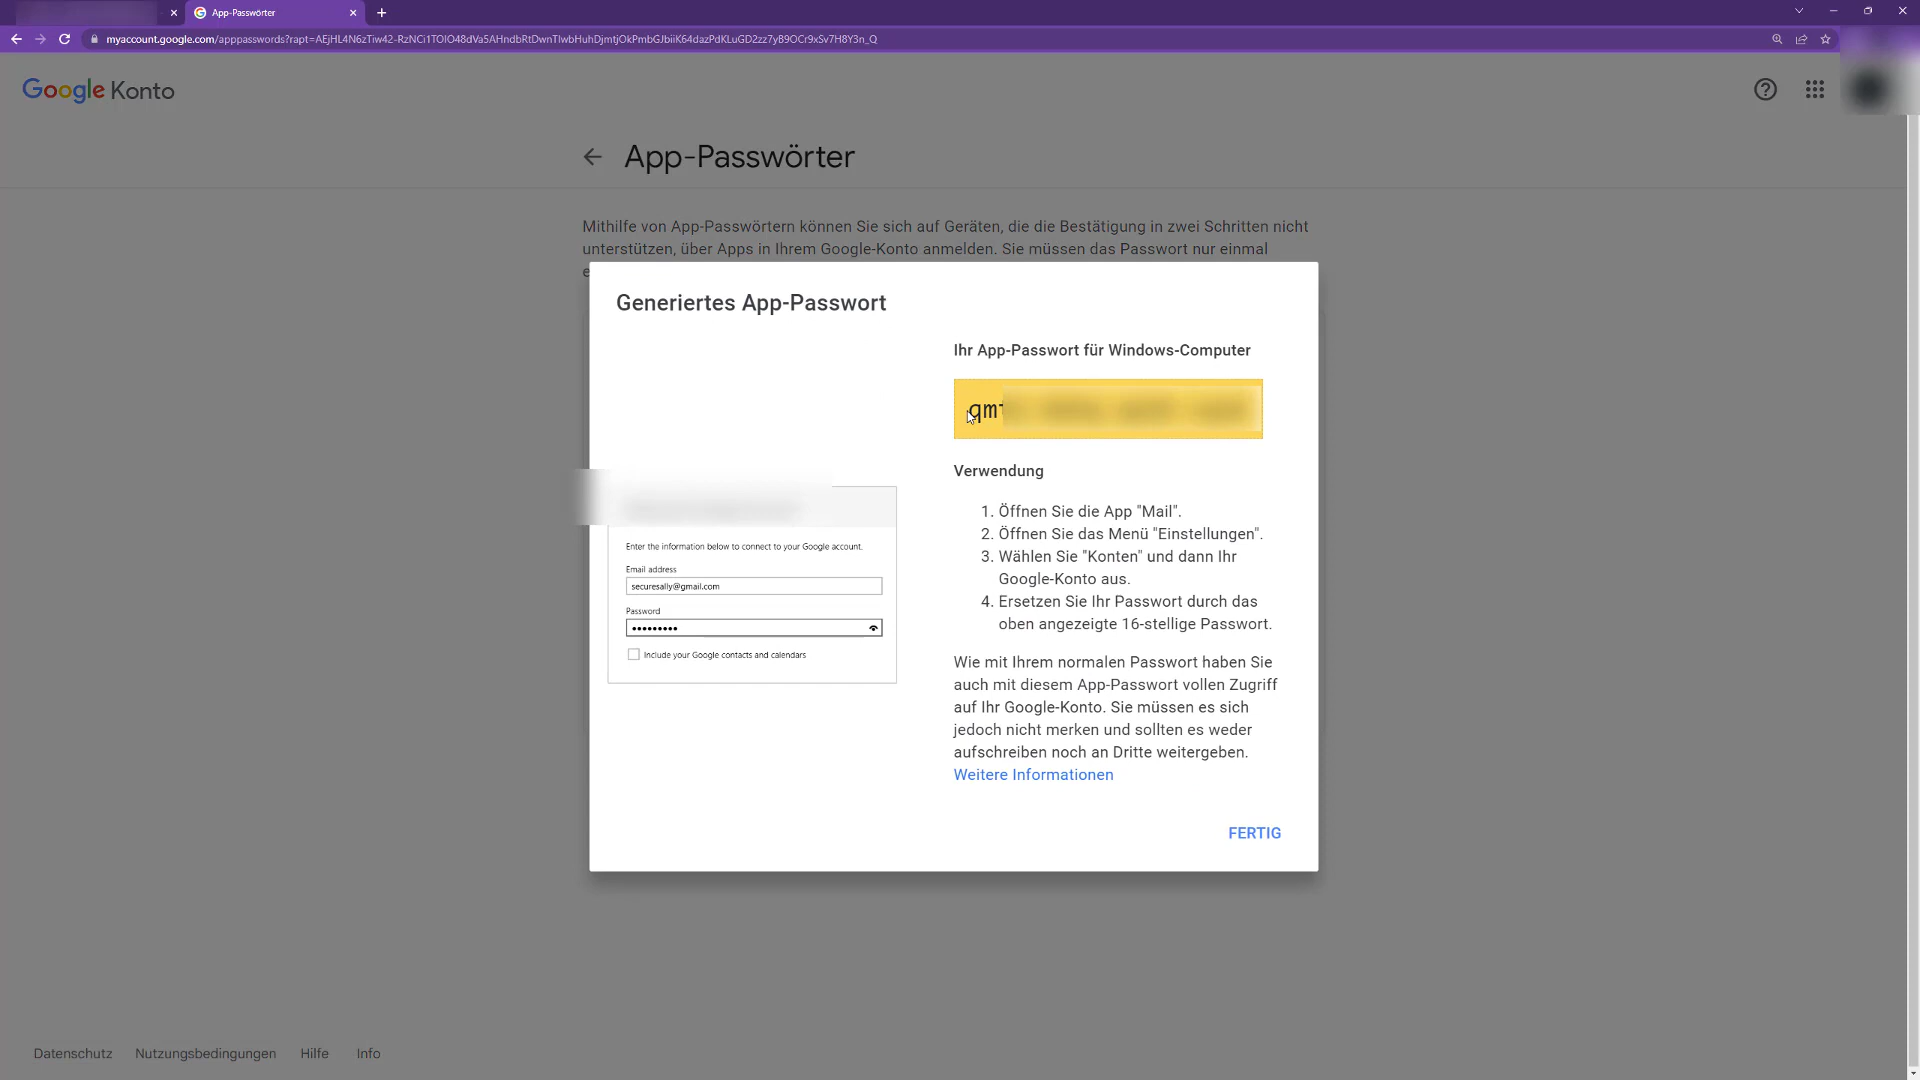 App-Passwörter
myaccount.google.com/apppasswords?rapt=AEjHL4N6zTiw42-RzNCi1TOIO48dVa5AHndbRtDwnTlwbHuhDjmtjOkPmbGJbiiK64dazPdKLuGD2zz7yB9OCr9xSv7H8Y3n_Q
Google Konto
App-Passwörter
Mithilfe von App-Passwörtern können Sie sich auf Geräten, die die Bestätigung in zwei Schritten nicht
unterstützen, über Apps in Ihrem Google-Konto anmelden. Sie müssen das Passwort nur einmal
Generiertes App-Passwort
Ihr App-Passwort für Windows-Computer
qm
Verwendung
1. Öffnen Sie die App "Mail".
2. Öffnen Sie das Menü "Einstellungen".
3. Wählen Sie "Konten" und dann Ihr
Google-Konto aus.
4. Ersetzen Sie Ihr Passwort durch das
oben angezeigte 16-stellige Passwort.
Enter the information below to connect to your Google account.
Email address
securesally@gmail.com
Password
Include your Google contacts and calendars
Wie mit Ihrem normalen Passwort haben Sie
auch mit diesem App-Passwort vollen Zugriff
auf Ihr Google-Konto. Sie müssen es sich
jedoch nicht merken und sollten es weder
aufschreiben noch an Dritte weitergeben.
Weitere Informationen
FERTIG
Datenschutz Nutzungsbedingungen Hilfe Info